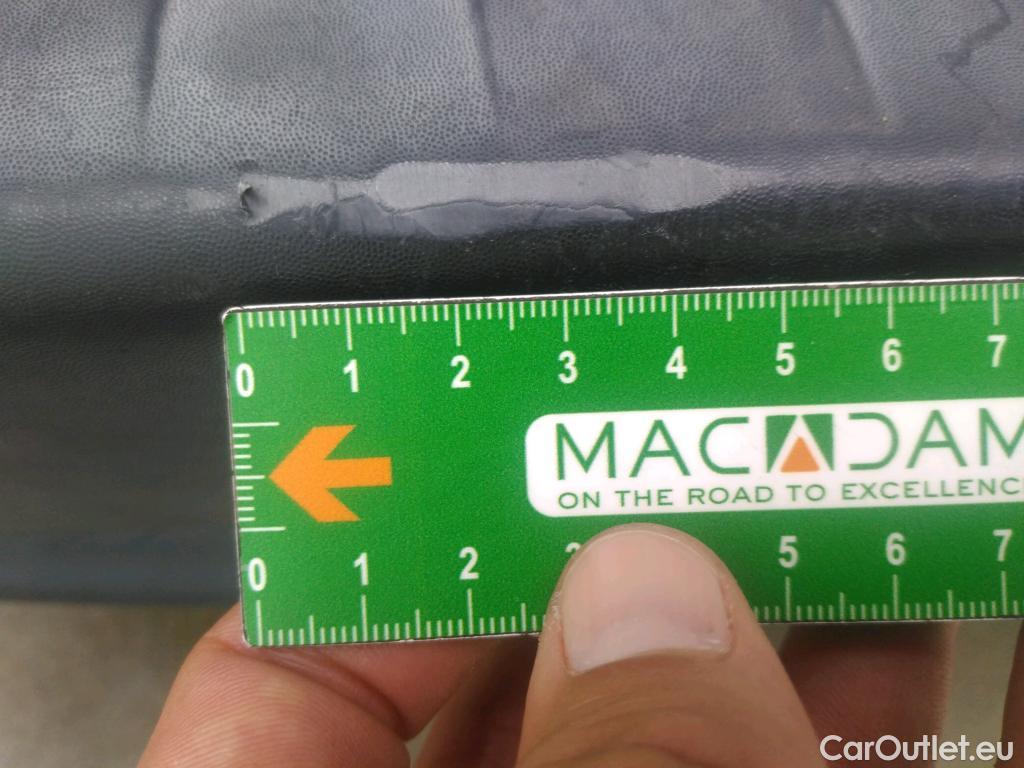 0 1 2 3 4 5 6 7
MACADAM
ON THE ROAD TO EXCELLENC
0 1 2 5 6 7
CarOutlet.eu